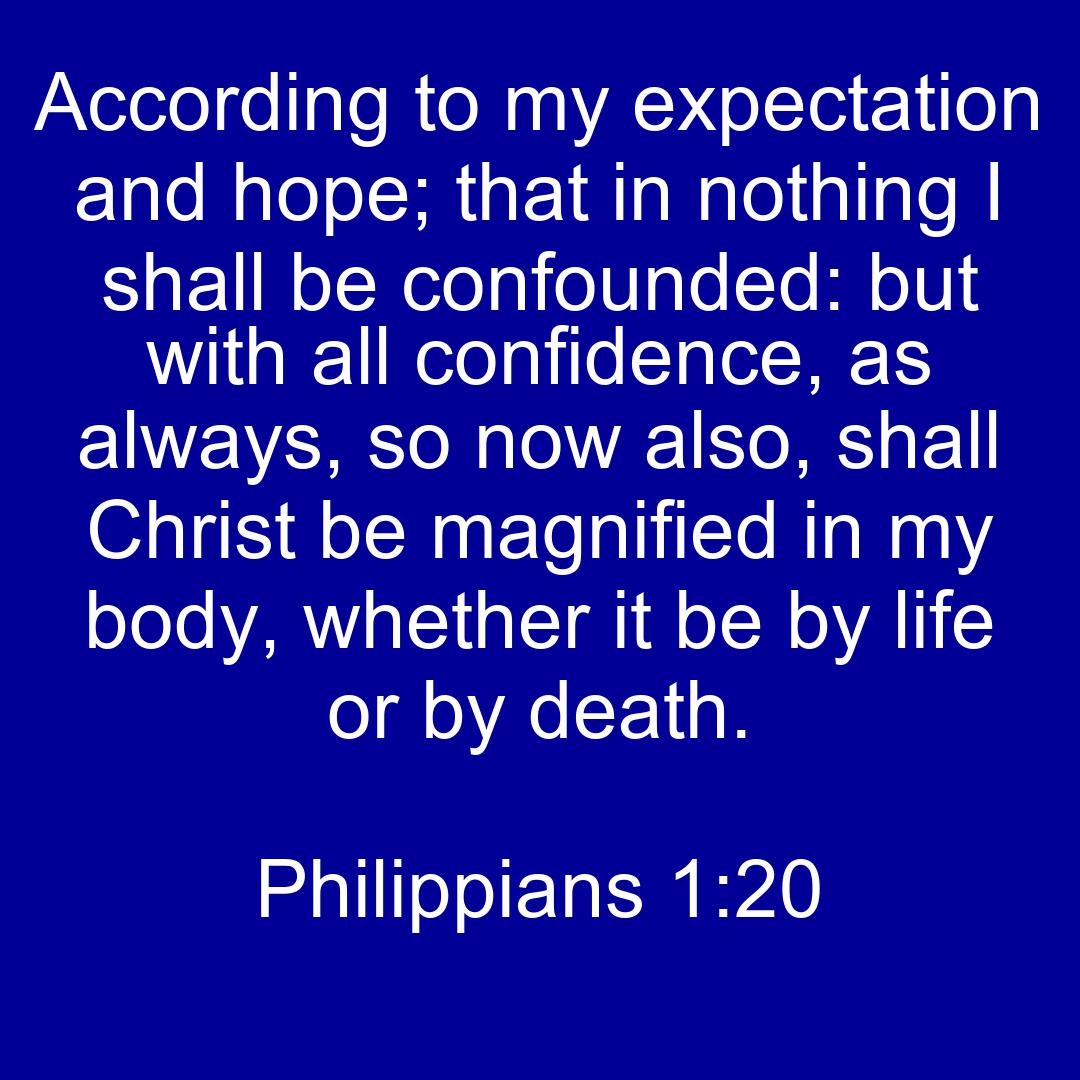 According to my expectation
and hope; that in nothing I
shall be confounded: but
with all confidence, as
always, so now also, shall
Christ be magnified in my
body, whether it be by life
or by death.
Philippians 1:20